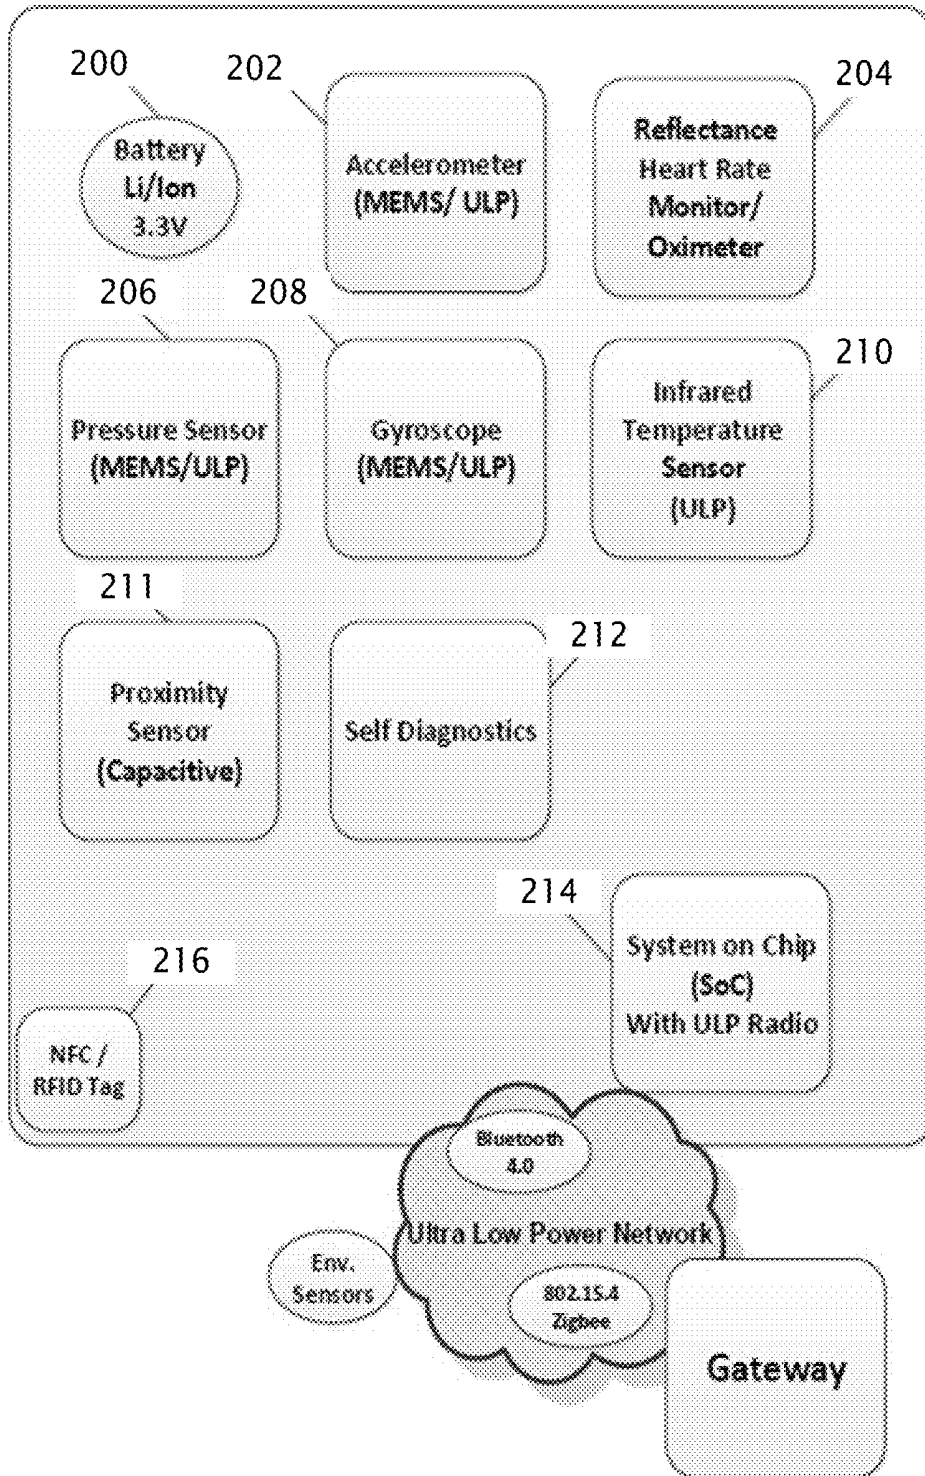 200
202
204
Battery
Li/Ion
3.3V
Accelerometer
(MEMS/ ULP)
Reflectance
Heart Rate
Monitor/
Oximeter
206
208
210
Pressure Sensor
(MEMS/ULP)
Gyroscope
(MEMS/ULP)
Infrared
Temperature
Sensor
(ULP)
211
212
Proximity
Sensor
(Capacitive)
Self Diagnostics
214
216
System on Chip
(SoC)
With ULP Radio
NFC /
RFID Tag
Bluetooth
4.0
Ultra Low Power Network
Env.
Sensors
802.15.4
Zigbee
Gateway